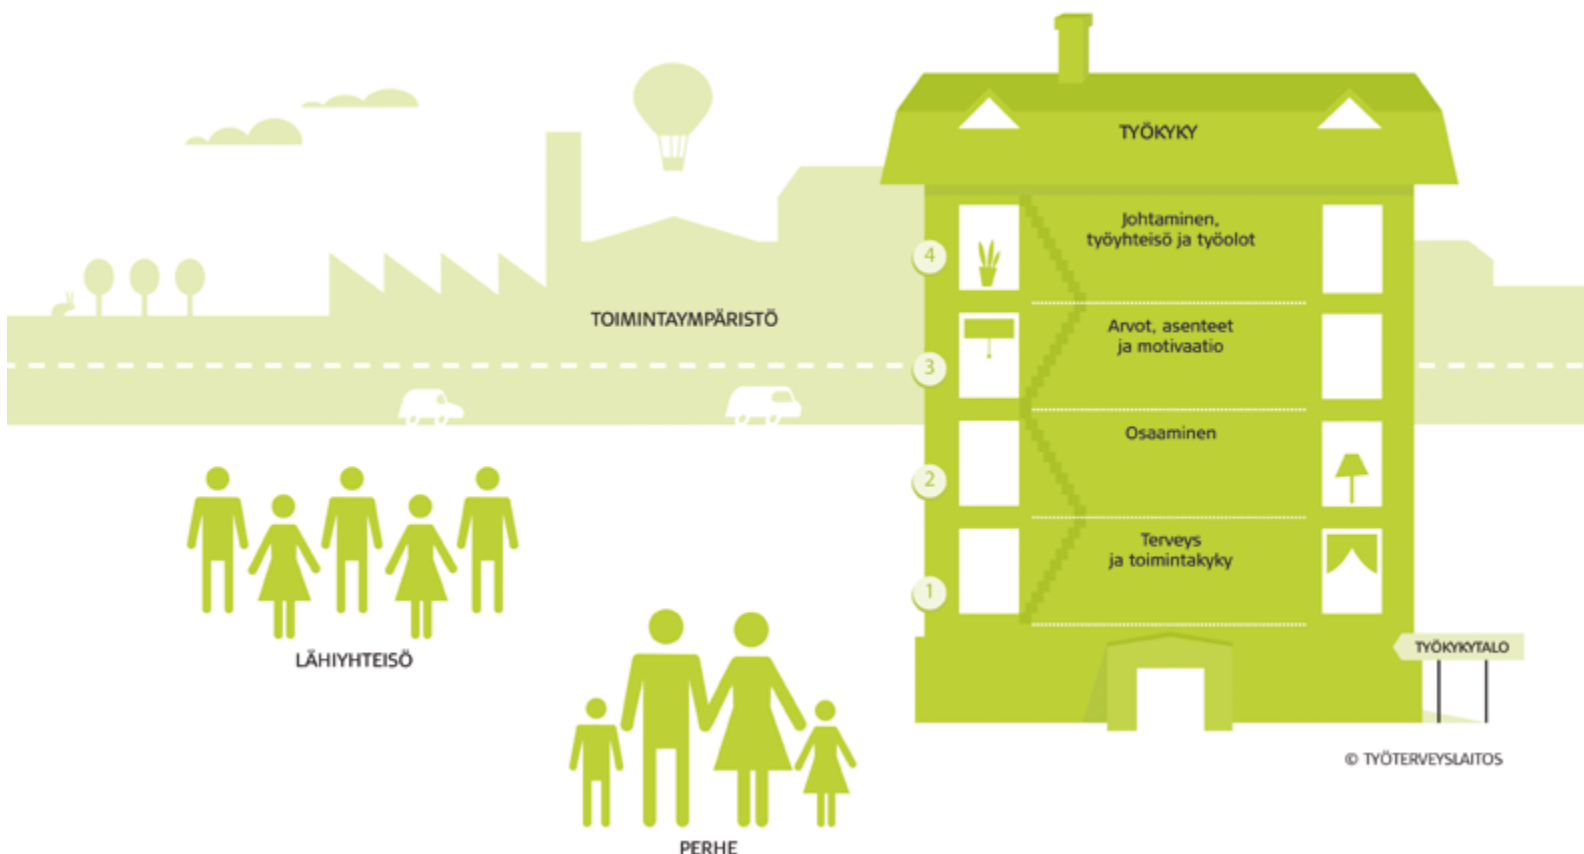 TYÖKYKY
4
Johtaminen,
työyhteisö ja työolot
TOIMINTAYMPÄRISTÖ
3
Arvot, asenteet
ja motivaatio
2
Osaaminen
1
Terveys
ja toimintakyky
LÄHIYHTEISÖ
TYÖKYKYTALO
© TYÖTERVEYSLAITOS
PERHE